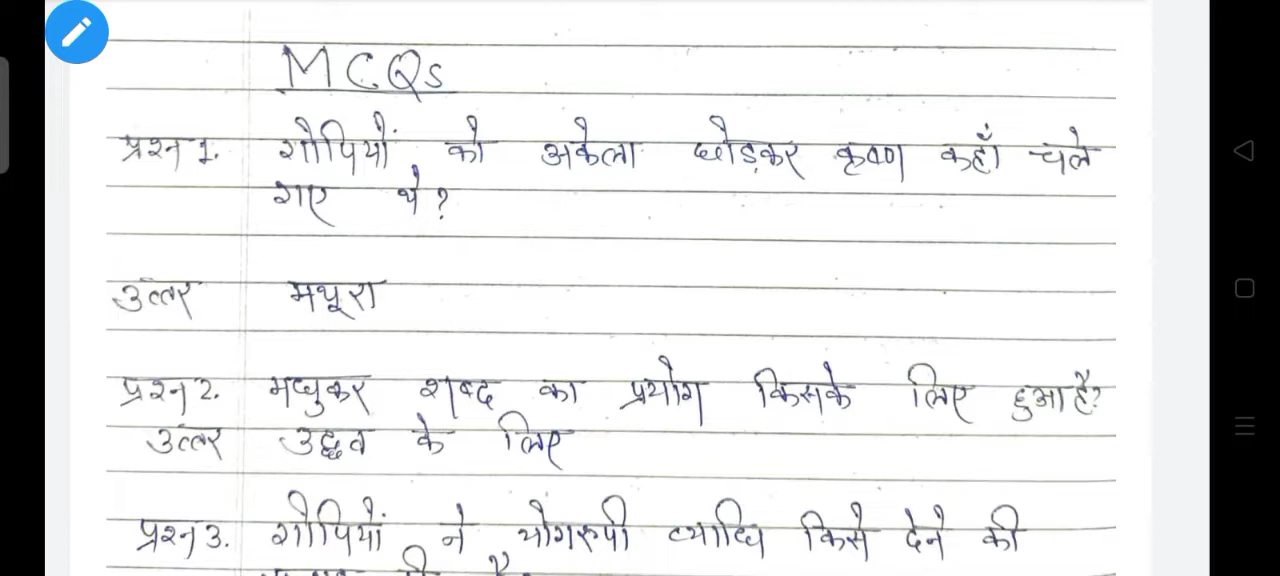 MCQs
प्रश्न 1. गोपियों को अकेला छोड़कर कृष्ण कहाँ चले
गए थे?
उत्तर मथूरा
प्रश्न 2. मधुकर शब्द का प्रयोग किसके लिए हुआ है?
उत्तर उद्धव के लिए
प्रश्न 3. गोपियों ने योगरुपी व्याधि किसे देने की